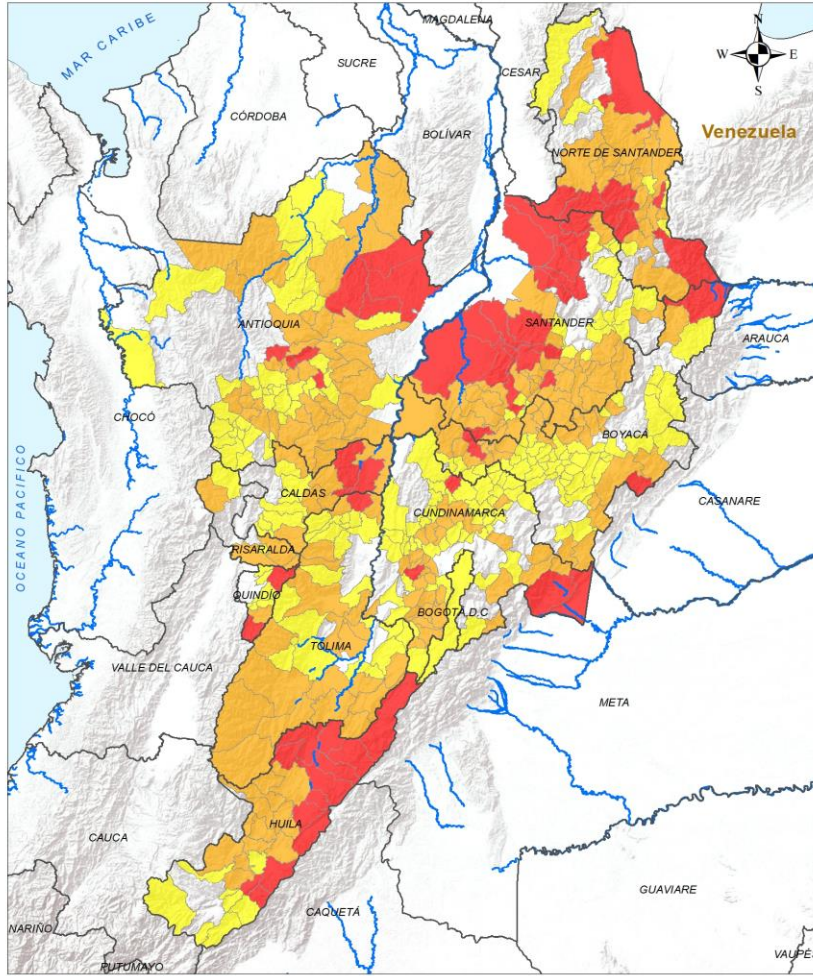 MAGDALENA
N
W E
S
MAR CARIBE
SUCRE
CESAR
CÓRDOBA
BOLÍVAR
Venezuela
NORTE DE SANTANDER
ANTIOQUIA
SANTANDER
ARAUCA
CHOCÓ
BOYACÁ
OCEANO PACIFICO
CALDAS
CUNDINAMARCA
CASANARE
RISARALDA
QUINDÍO
BOGOTÁ D.C
TOLIMA
VALLE DEL CAUCA
META
HUILA
CAUCA
GUAVIARE
CAQUETÁ
NARIÑO
PUTUMAYO
VAUPÉS